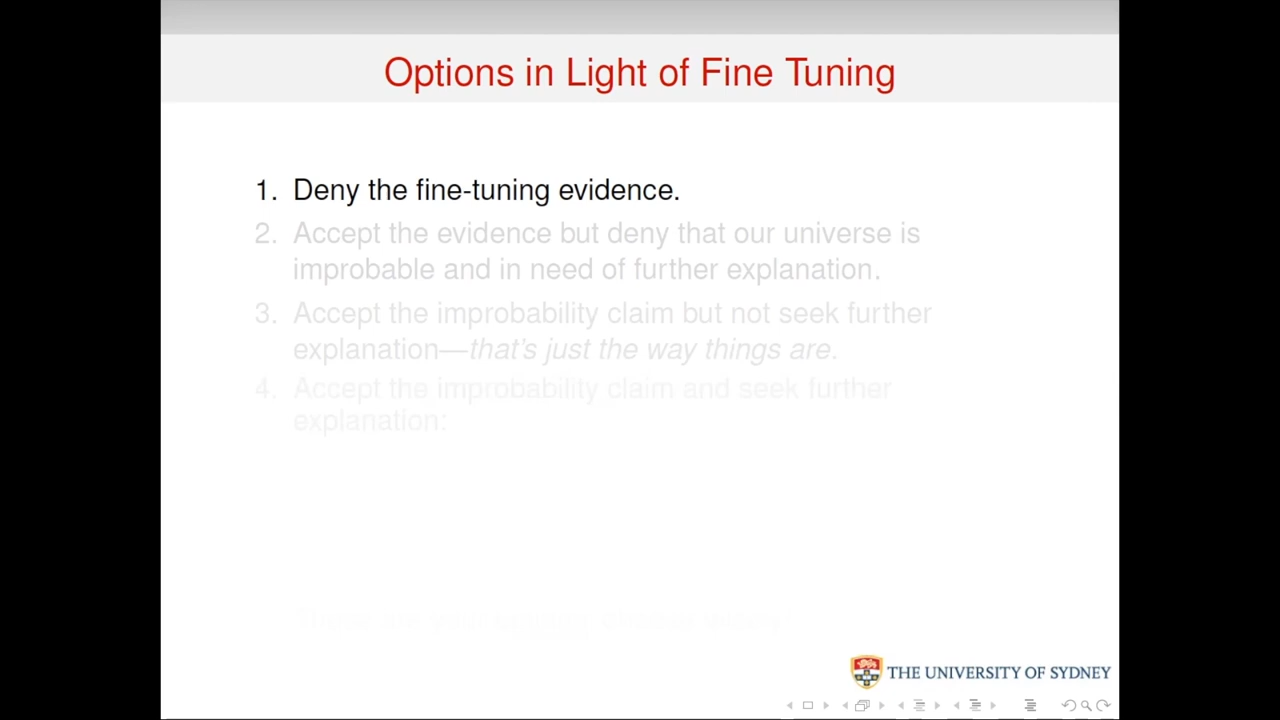 Options in Light of Fine Tuning
1. Deny the fine-tuning evidence.
2. Accept the evidence but deny that our universe is
improbable and in need of further explanation.
3. Accept the improbability claim but not seek further
explanation—that's just the way things are.
4. Accept the improbability claim and seek further
explanation:
THE UNIVERSITY OF SYDNEY